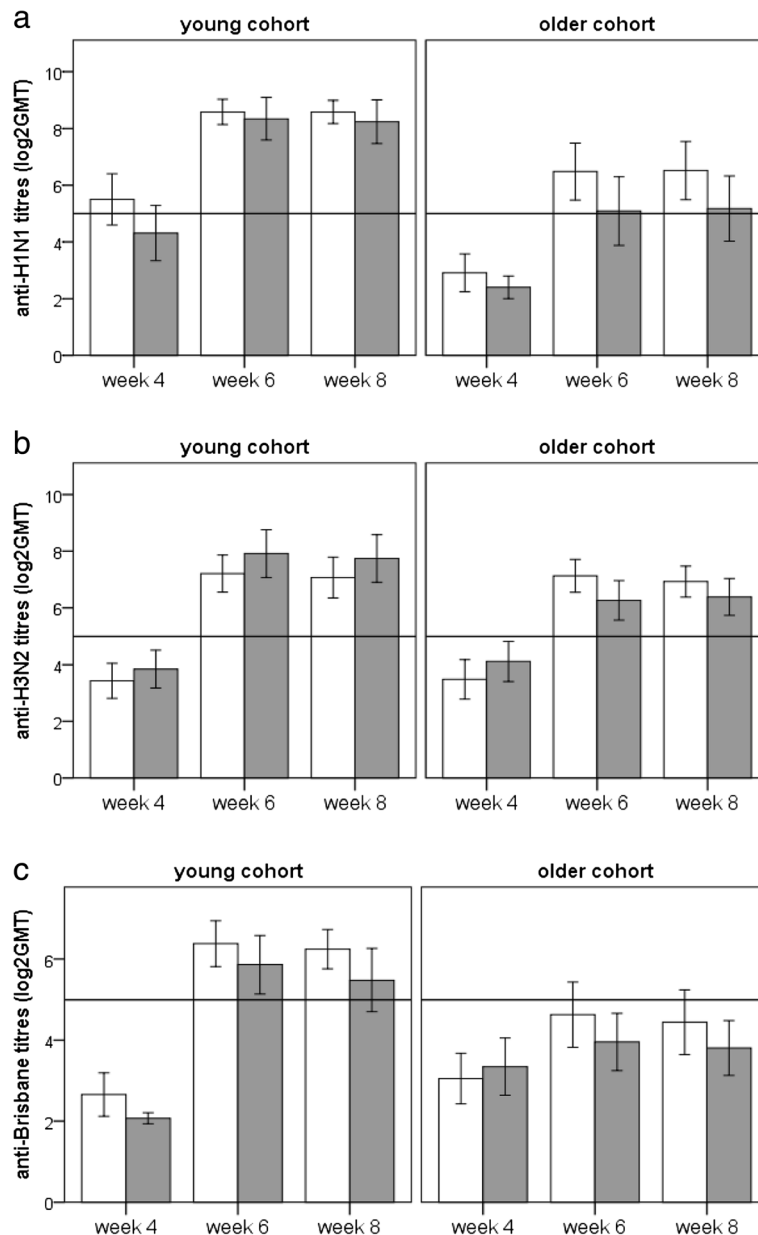 a
young cohort
older cohort
anti-H1N1 titres (log2GMT)
10
8
6
4
2
0
week 4
week 6
week 8
week 4
week 6
week 8
b
young cohort
older cohort
anti-H3N2 titres (log2GMT)
10
8
6
4
2
0
week 4
week 6
week 8
week 4
week 6
week 8
c
young cohort
older cohort
anti-Brisbane titres (log2GMT)
6
4
2
0
week 4
week 6
week 8
week 4
week 6
week 8